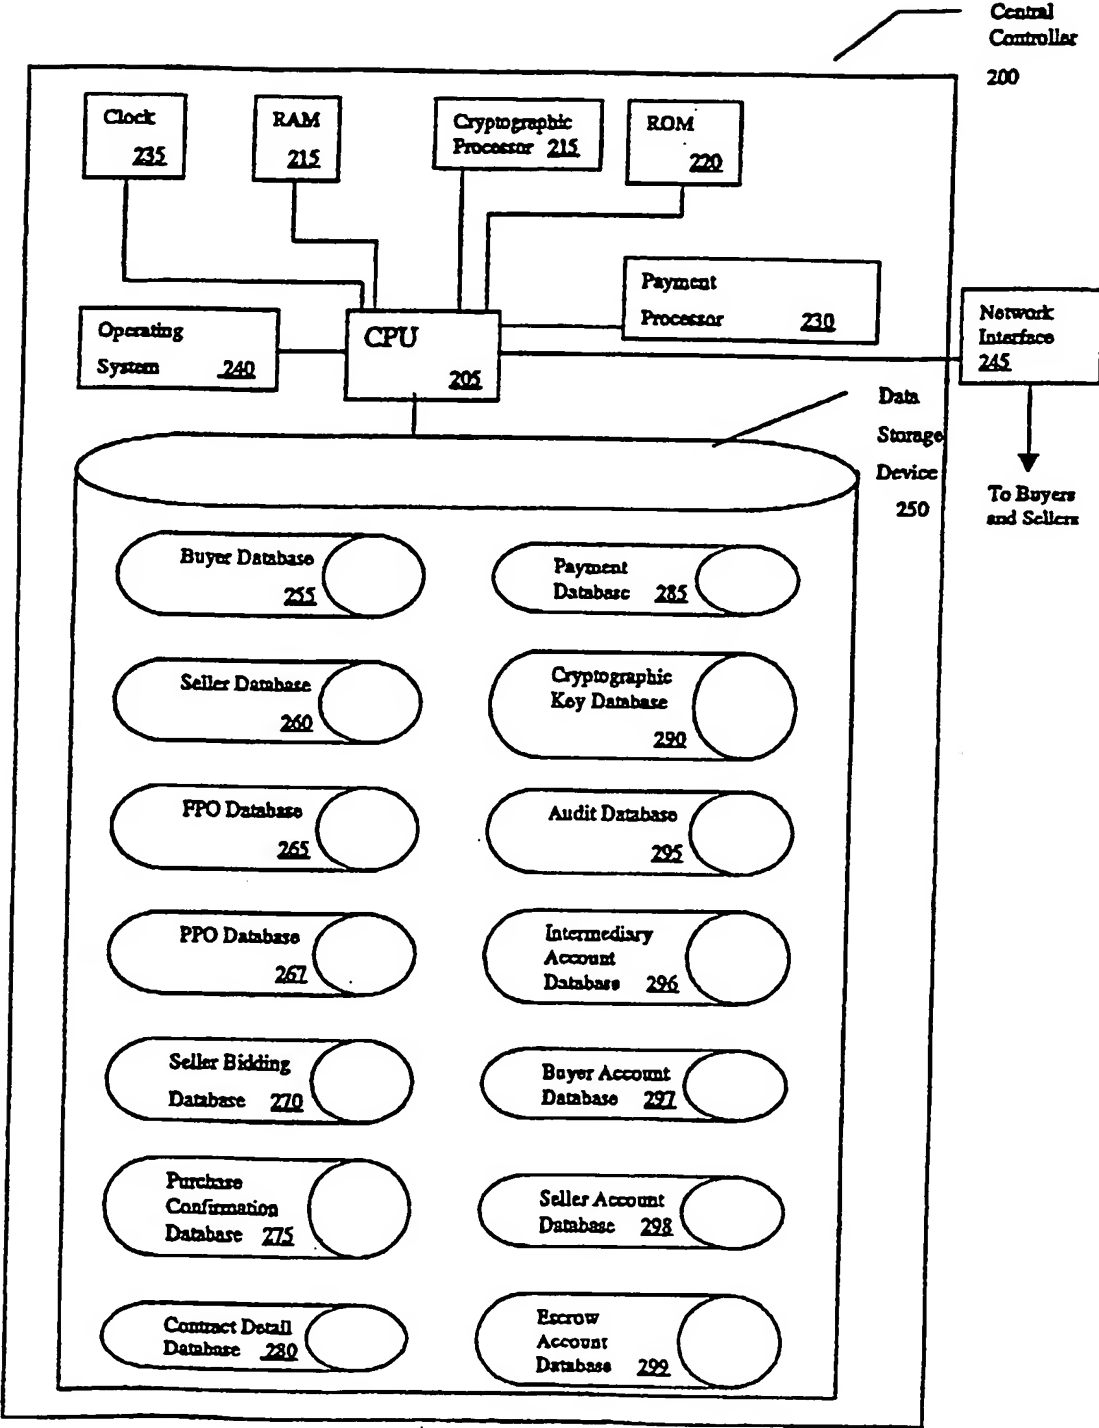 Central
Controller
200
Clock
235
RAM
215
Cryptographic
Processor 215
ROM
220
Payment
Processor 230
Operating
System 240
CPU
205
Network
Interface
245
Data
Storage
Device
250
To Buyers
and Sellers
Buyer Database
255
Payment
Database 285
Seller Database
260
Cryptographic
Key Database
290
FPO Database
265
Audit Database
295
PPO Database
267
Intermediary
Account
Database 296
Seller Bidding
Database 270
Buyer Account
Database 297
Purchase
Confirmation
Database 275
Seller Account
Database 298
Contract Detail
Database 280
Escrow
Account
Database 299